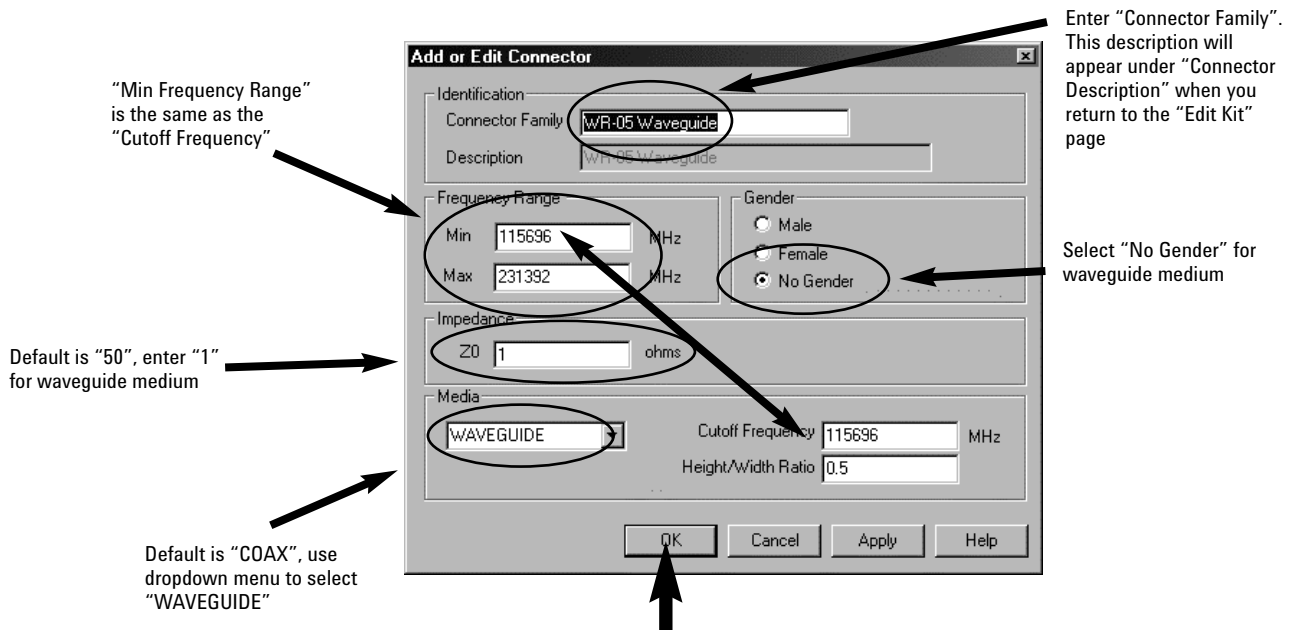 Enter “Connector Family”.
This description will
appear under “Connector
Description” when you
return to the “Edit Kit”
page
“Min Frequency Range”
is the same as the
“Cutoff Frequency”
Add or Edit Connector
Identification
Connector Family WR-05 Waveguide
Description WR-05 Waveguide
Frequency Range
Min 115696 MHz
Max 231392 MHz
Gender
Male
Female
No Gender
Select “No Gender” for
waveguide medium
Impedance
Z0 1 ohms
Default is “50”, enter “1”
for waveguide medium
Media
WAVEGUIDE
Cutoff Frequency 115696 MHz
Height/Width Ratio 0.5
Default is “COAX”, use
dropdown menu to select
“WAVEGUIDE”
OK Cancel Apply Help